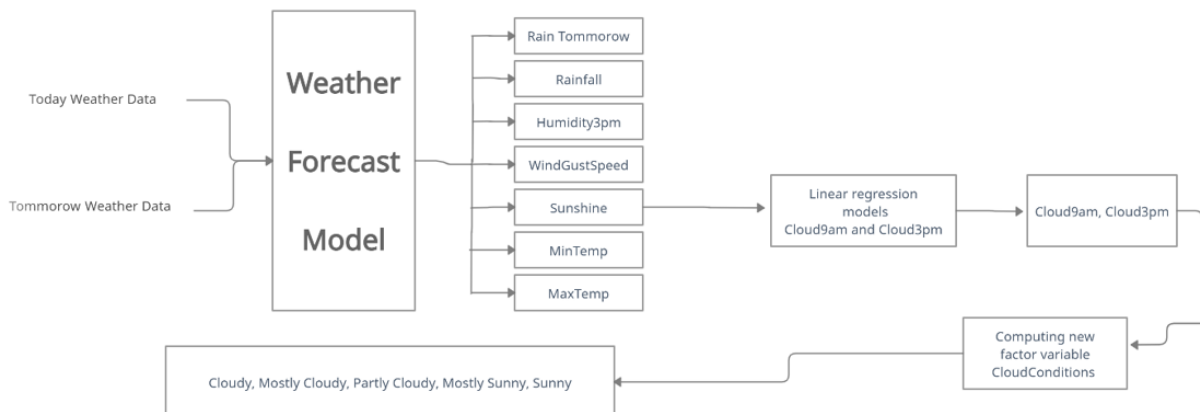 Today Weather Data
Tommorow Weather Data
Weather
Forecast
Model
Rain Tommorow
Rainfall
Humidity3pm
WindGustSpeed
Sunshine
MinTemp
MaxTemp
Linear regression
models
Cloud9am and Cloud3pm
Cloud9am, Cloud3pm
Computing new
factor variable
CloudConditions
Cloudy, Mostly Cloudy, Partly Cloudy, Mostly Sunny, Sunny